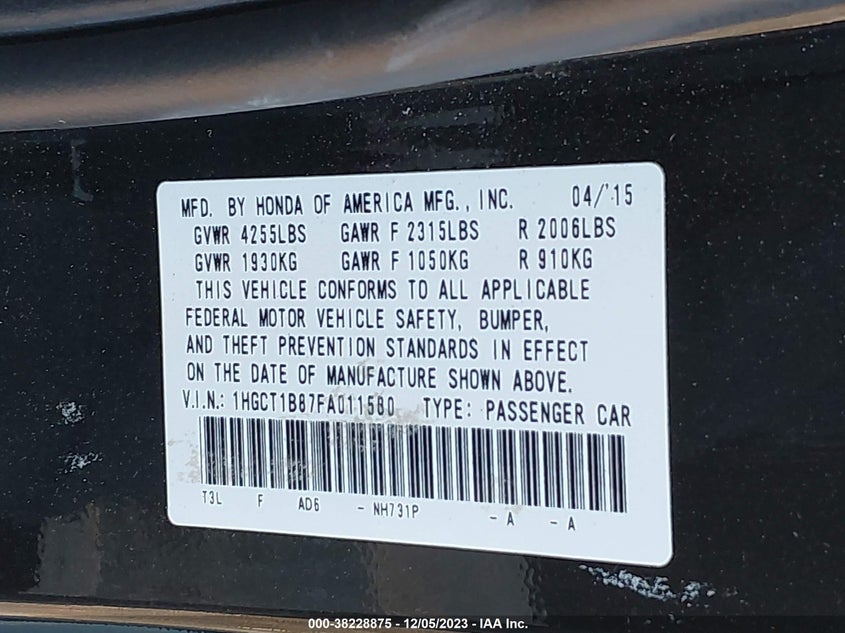 MFD. BY HONDA OF AMERICA MFG., INC. 04/'15
GVWR 4255LBS GAWR F 2315LBS R 2006LBS
GVWR 1930KG GAWR F 1050KG R 910KG
THIS VEHICLE CONFORMS TO ALL APPLICABLE
FEDERAL MOTOR VEHICLE SAFETY, BUMPER,
AND THEFT PREVENTION STANDARDS IN EFFECT
ON THE DATE OF MANUFACTURE SHOWN ABOVE.
V.I.N.: 1HGCT1B87FA011580 TYPE: PASSENGER CAR
T3L F AD6 - NH731P - A - A
000-38228875 — 12/05/2023 - IAA Inc.